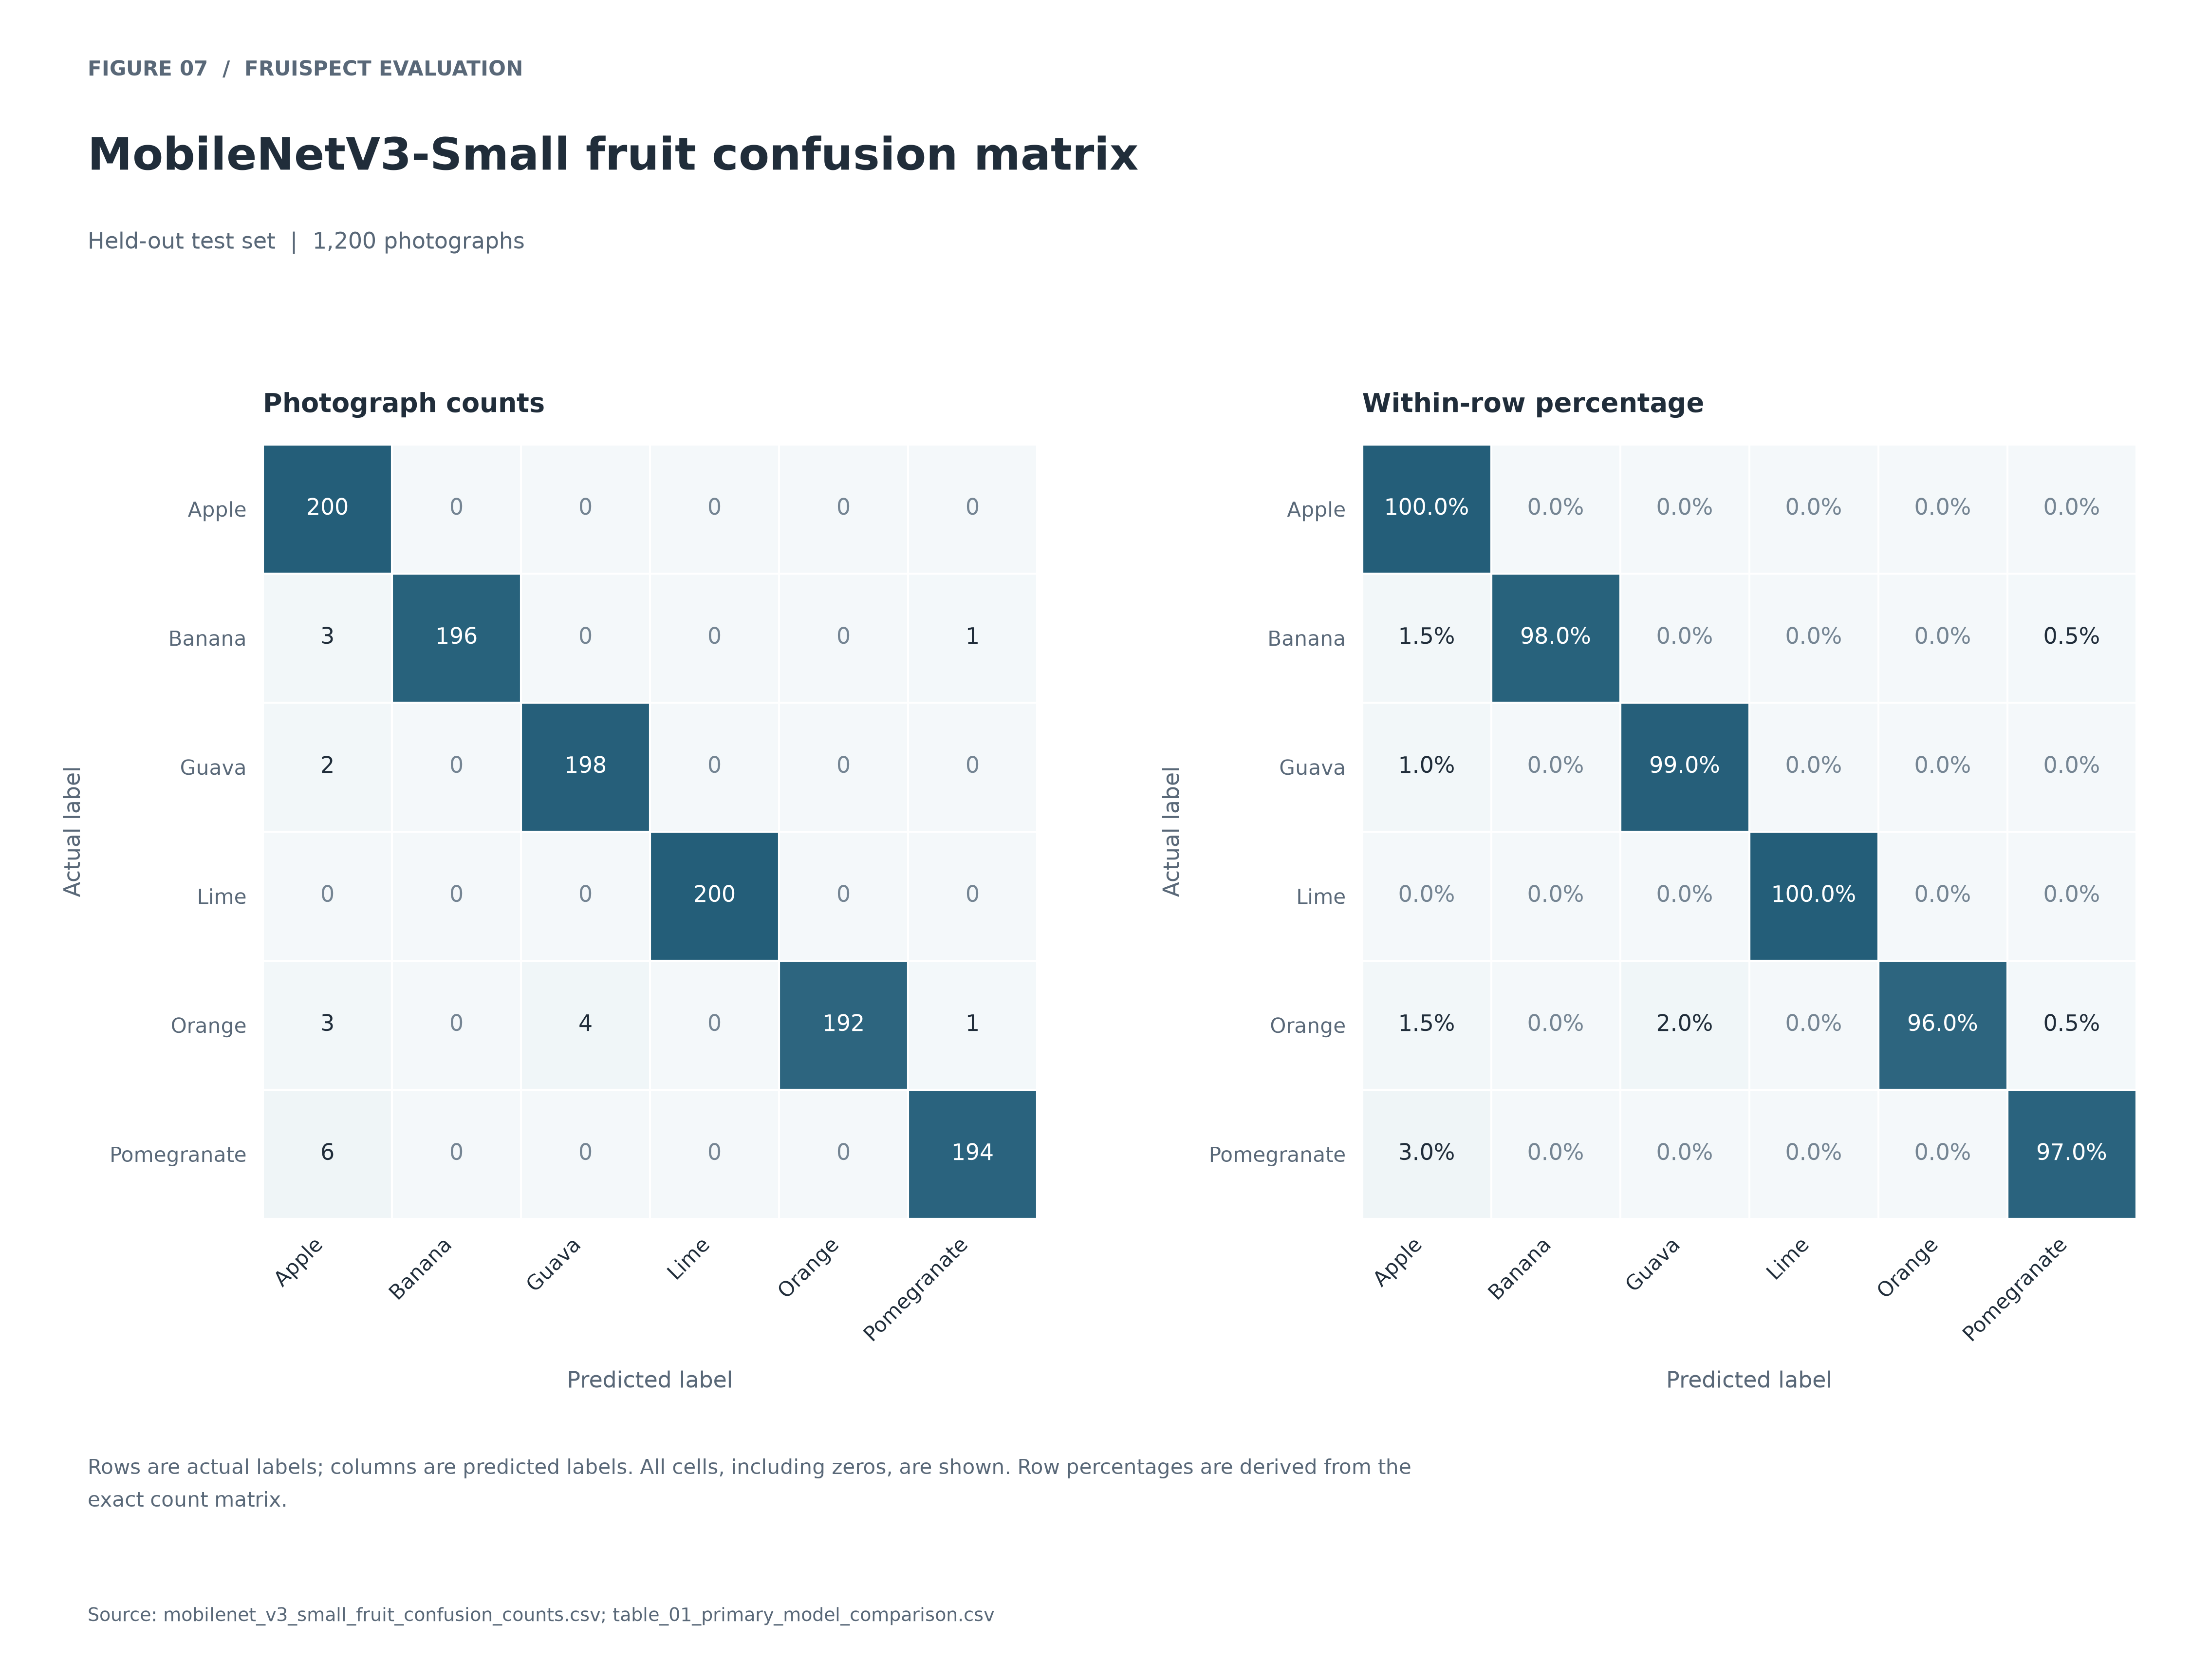 FIGURE 07 / FRUISPECT EVALUATION
MobileNetV3-Small fruit confusion matrix
Held-out test set | 1,200 photographs
Photograph counts
Actual label
Apple 200 0 0 0 0 0
Banana 3 196 0 0 0 1
Guava 2 0 198 0 0 0
Lime 0 0 0 200 0 0
Orange 3 0 4 0 192 1
Pomegranate 6 0 0 0 0 194
Apple Banana Guava Lime Orange Pomegranate
Predicted label
Within-row percentage
Actual label
Apple 100.0% 0.0% 0.0% 0.0% 0.0% 0.0%
Banana 1.5% 98.0% 0.0% 0.0% 0.0% 0.5%
Guava 1.0% 0.0% 99.0% 0.0% 0.0% 0.0%
Lime 0.0% 0.0% 0.0% 100.0% 0.0% 0.0%
Orange 1.5% 0.0% 2.0% 0.0% 96.0% 0.5%
Pomegranate 3.0% 0.0% 0.0% 0.0% 0.0% 97.0%
Apple Banana Guava Lime Orange Pomegranate
Predicted label
Rows are actual labels; columns are predicted labels. All cells, including zeros, are shown. Row percentages are derived from the
exact count matrix.
Source: mobilenet_v3_small_fruit_confusion_counts.csv; table_01_primary_model_comparison.csv